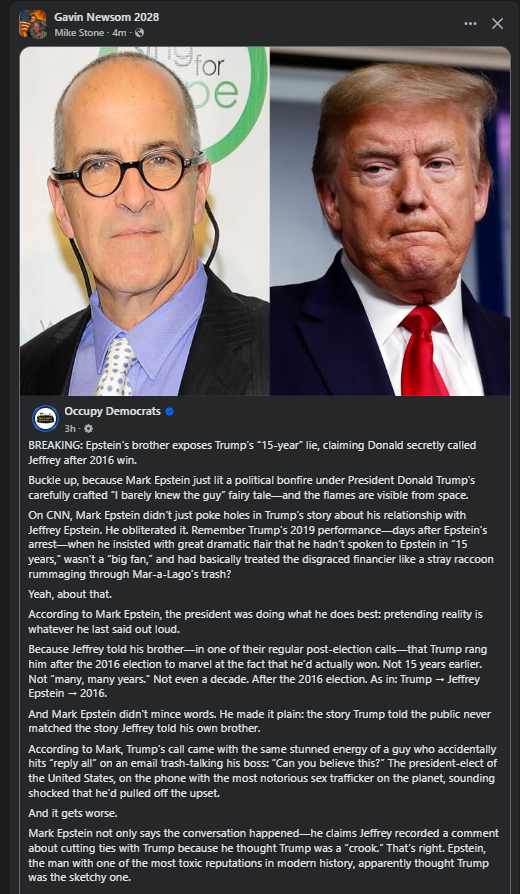 Gavin Newsom 2028
Mike Stone · 4m ·
sing for
ope
Occupy Democrats
3h ·
BREAKING: Epstein's brother exposes Trump's "15-year" lie, claiming Donald secretly called
Jeffrey after 2016 win.
Buckle up, because Mark Epstein just lit a political bonfire under President Donald Trump's
carefully crafted "I barely knew the guy" fairy tale—and the flames are visible from space.
On CNN, Mark Epstein didn't just poke holes in Trump's story about his relationship with
Jeffrey Epstein. He obliterated it. Remember Trump's 2019 performance—days after Epstein's
arrest—when he insisted with great dramatic flair that he hadn't spoken to Epstein in "15
years," wasn't a "big fan," and had basically treated the disgraced financier like a stray raccoon
rummaging through Mar-a-Lago's trash?
Yeah, about that.
According to Mark Epstein, the president was doing what he does best: pretending reality is
whatever he last said out loud.
Because Jeffrey told his brother—in one of their regular post-election calls—that Trump rang
him after the 2016 election to marvel at the fact that he'd actually won. Not 15 years earlier.
Not "many, many years." Not even a decade. After the 2016 election. As in: Trump → Jeffrey
Epstein → 2016.
And Mark Epstein didn't mince words. He made it plain: the story Trump told the public never
matched the story Jeffrey told his own brother.
According to Mark, Trump's call came with the same stunned energy of a guy who accidentally
hits "reply all" on an email trash-talking his boss: "Can you believe this?" The president-elect of
the United States, on the phone with the most notorious sex trafficker on the planet, sounding
shocked that he'd pulled off the upset.
And it gets worse.
Mark Epstein not only says the conversation happened—he claims Jeffrey recorded a comment
about cutting ties with Trump because he thought Trump was a "crook." That's right. Epstein,
the man with one of the most toxic reputations in modern history, apparently thought Trump
was the sketchy one.